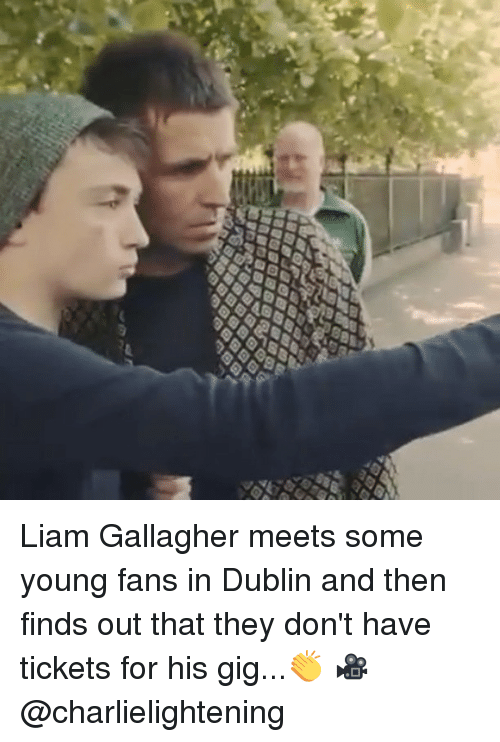 Liam Gallagher meets some
young fans in Dublin and then
finds out that they don't have
tickets for his gig...👏 🎥
@charlielightening